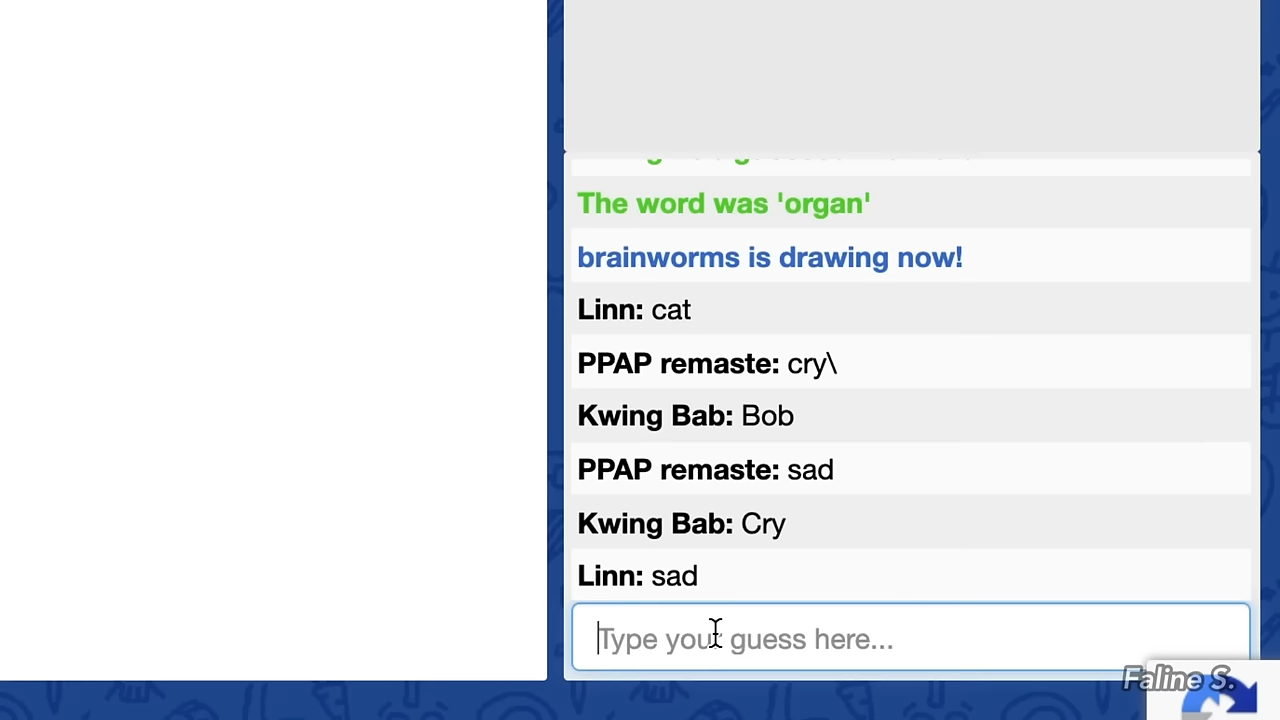 The word was 'organ'
brainworms is drawing now!
Linn: cat
PPAP remaste: cry\
Kwing Bab: Bob
PPAP remaste: sad
Kwing Bab: Cry
Linn: sad
Type your guess here...
Faline S.